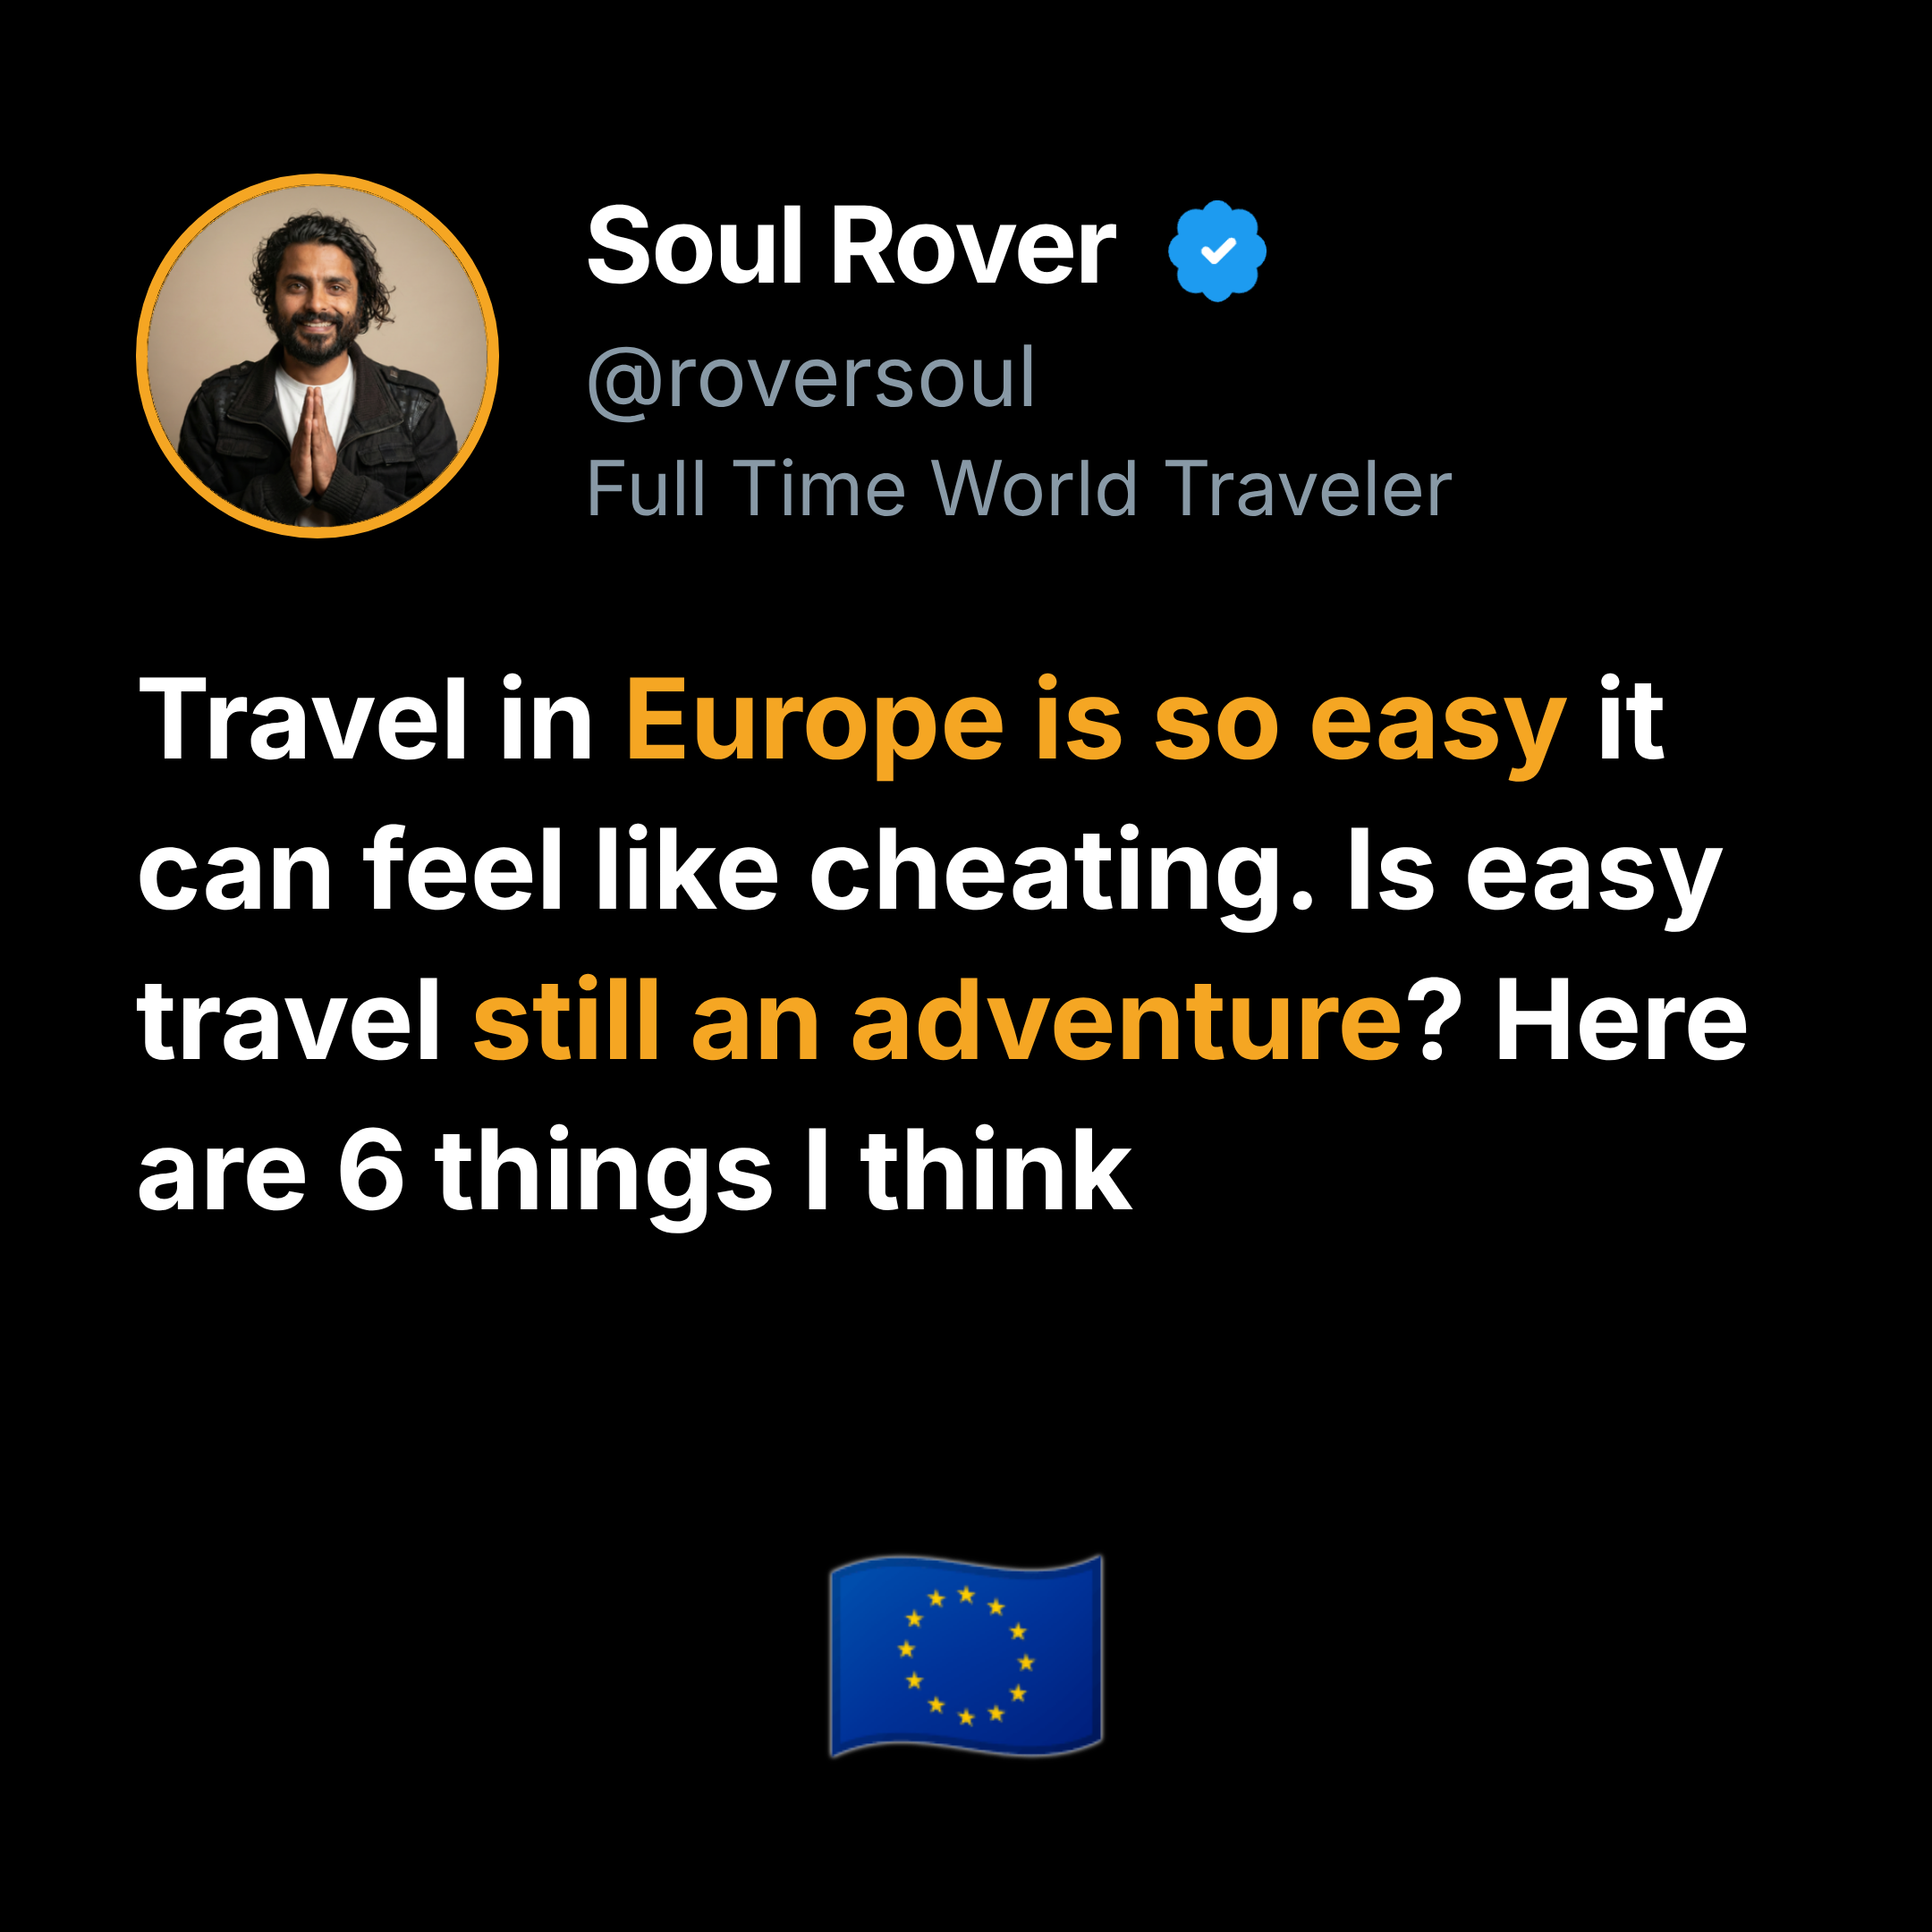 Soul Rover
@roversoul
Full Time World Traveler
Travel in Europe is so easy it
can feel like cheating. Is easy
travel still an adventure? Here
are 6 things I think